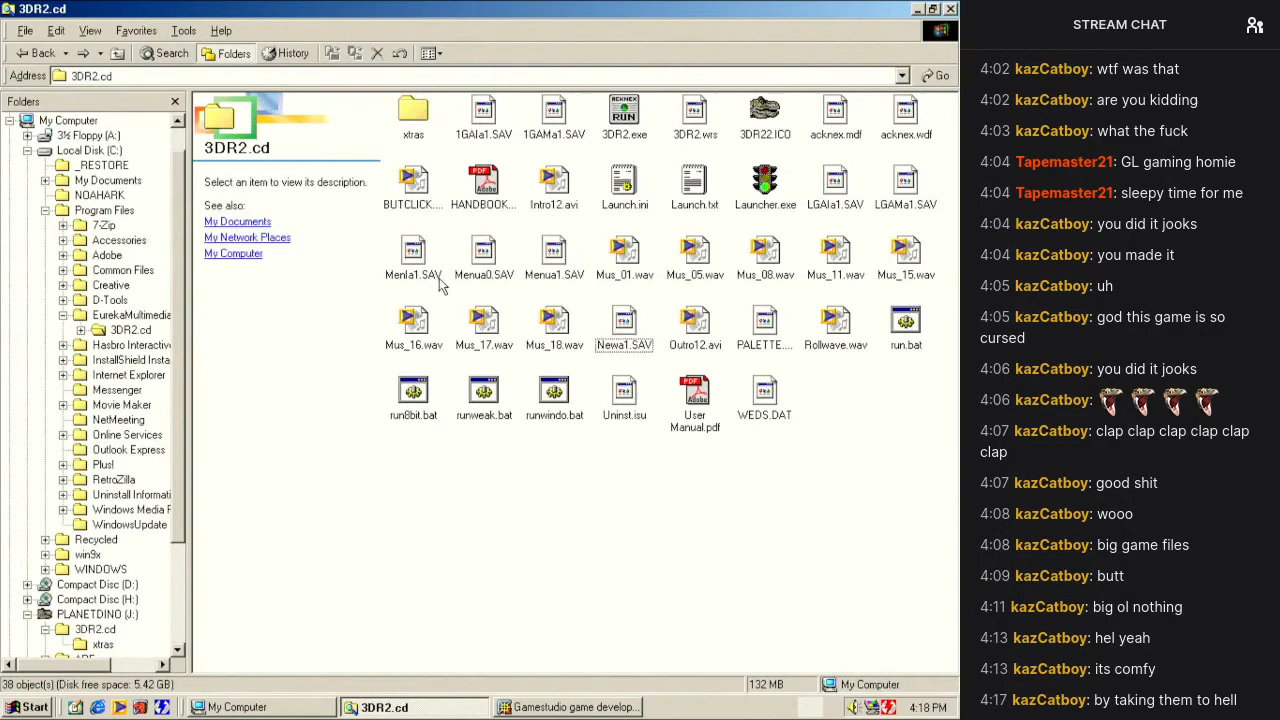 3DR2.cd
File Edit View Favorites Tools Help
Back Search Folders History
Address 3DR2.cd Go
Folders
My Computer
3½ Floppy (A:)
Local Disk (C:)
_RESTORE
My Documents
NOAHARK
Program Files
7-Zip
Accessories
Adobe
Common Files
Creative
D-Tools
EurekaMultimedia
3DR2.cd
Hasbro Interactiv
InstallShield Insta
Internet Explorer
Messenger
Movie Maker
NetMeeting
Online Services
Outlook Express
Plus!
RetroZilla
Uninstall Informati
Windows Media F
WindowsUpdate
Recycled
win9x
WINDOWS
Compact Disc (D:)
Compact Disc (H:)
PLANETDINO (J:)
3DR2.cd
xtras
3DR2.cd
Select an item to view its description.
See also:
My Documents
My Network Places
My Computer
ACKNEX
RUN
xtras 1GAIa1.SAV 1GAMa1.SAV 3DR2.exe 3DR2.wrs 3DR22.ICO acknex.mdf acknex.wdf
Adobe
BUTCLICK.... HANDBOOK... Intro12.avi Launch.ini Launch.txt Launcher.exe LGAIa1.SAV LGAMa1.SAV
MenIa1.SAV Menua0.SAV Menua1.SAV Mus_01.wav Mus_05.wav Mus_08.wav Mus_11.wav Mus_15.wav
Mus_16.wav Mus_17.wav Mus_18.wav Newa1.SAV Outro12.avi PALETTE.... Rollwave.wav run.bat
Adobe
run8bit.bat runweak.bat runwindo.bat Uninst.isu User Manual.pdf WEDS.DAT
38 object(s) (Disk free space: 5.42 GB) 132 MB My Computer
Start My Computer 3DR2.cd Gamestudio game develop... 4:18 PM
STREAM CHAT
4:02 kazCatboy: wtf was that
4:02 kazCatboy: are you kidding
4:03 kazCatboy: what the fuck
4:04 Tapemaster21: GL gaming homie
4:04 Tapemaster21: sleepy time for me
4:04 kazCatboy: you did it jooks
4:04 kazCatboy: you made it
4:05 kazCatboy: uh
4:05 kazCatboy: god this game is so
cursed
4:06 kazCatboy: you did it jooks
4:06 kazCatboy:
4:07 kazCatboy: clap clap clap clap clap
clap
4:07 kazCatboy: good shit
4:08 kazCatboy: wooo
4:08 kazCatboy: big game files
4:09 kazCatboy: butt
4:11 kazCatboy: big ol nothing
4:13 kazCatboy: hel yeah
4:13 kazCatboy: its comfy
4:17 kazCatboy: by taking them to hell